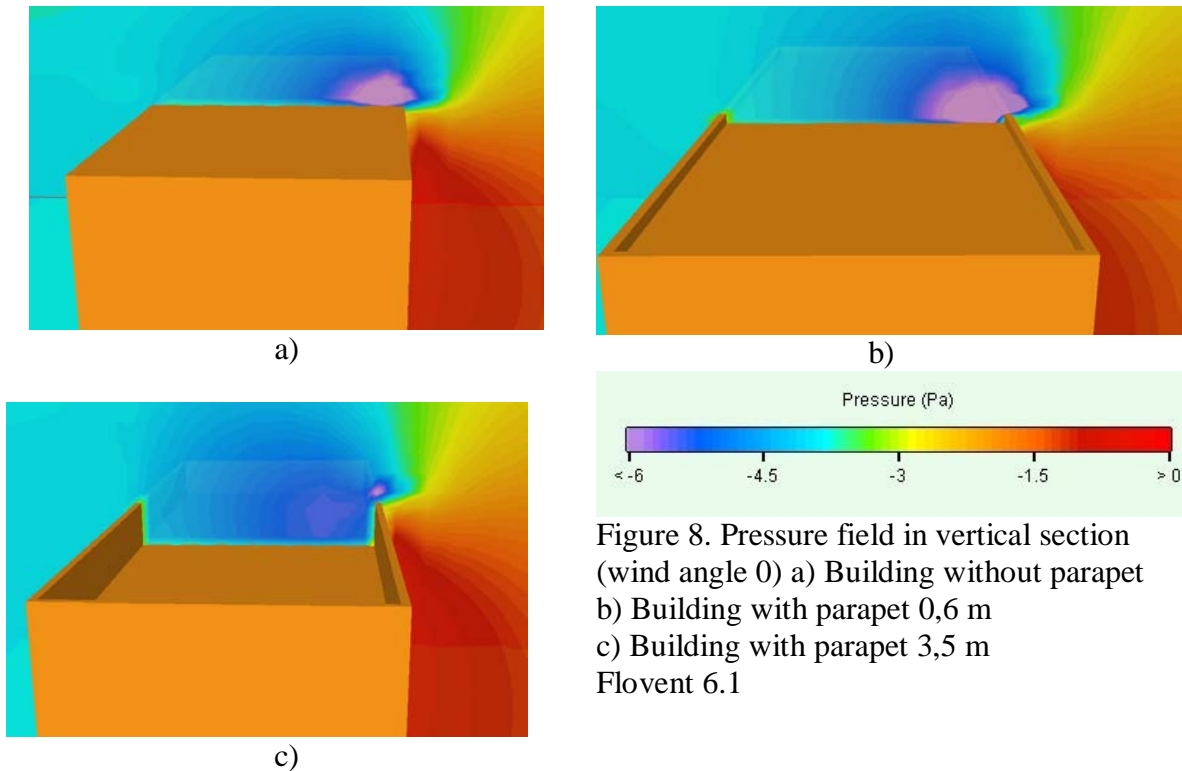 a)
b)
Pressure (Pa)
< -6 -4.5 -3 -1.5 > 0
Figure 8. Pressure field in vertical section
(wind angle 0) a) Building without parapet
b) Building with parapet 0,6 m
c) Building with parapet 3,5 m
Flovent 6.1
c)